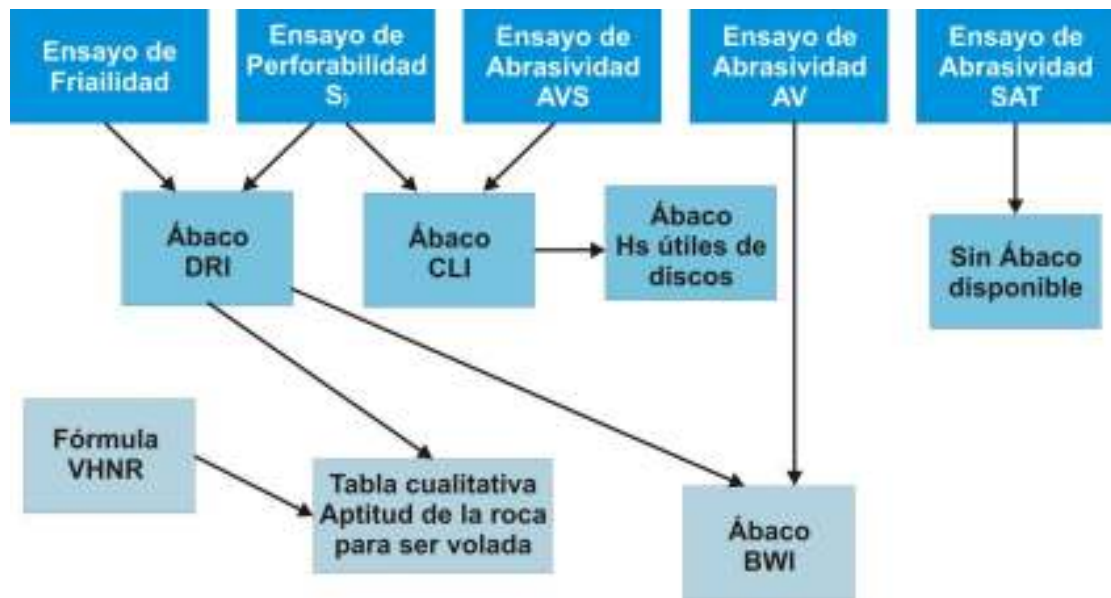 Ensayo de
Friailidad
Ensayo de
Perforabilidad
Sj
Ensayo de
Abrasividad
AVS
Ensayo de
Abrasividad
AV
Ensayo de
Abrasividad
SAT
Ábaco
DRI
Ábaco
CLI
Ábaco
Hs útiles de
discos
Sin Ábaco
disponible
Fórmula
VHNR
Tabla cualitativa
Aptitud de la roca
para ser volada
Ábaco
BWI